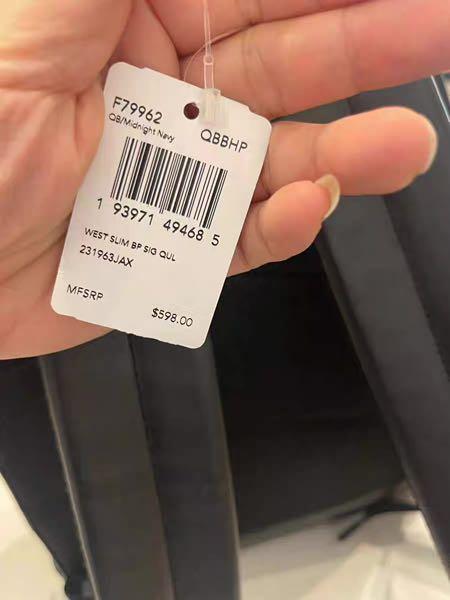 F79962
QB/Midnight Navy
QBBHP
1 93971 49468 5
WEST SLIM BP SIG QUL
231963JAX
MFSRP
$598.00